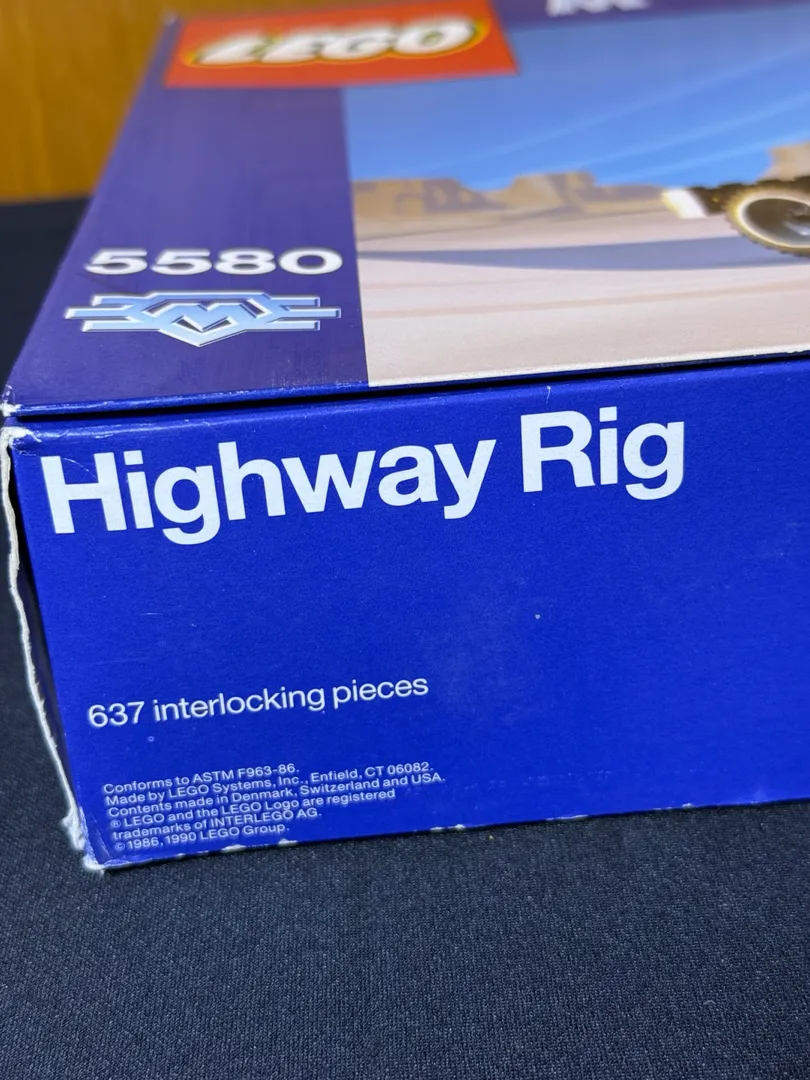 LEGO
5580
Highway Rig
637 interlocking pieces
Conforms to ASTM F963-86.
Made by LEGO Systems, Inc., Enfield, CT 06082.
Contents made in Denmark, Switzerland and USA.
® LEGO and the LEGO Logo are registered
trademarks of INTERLEGO AG.
© 1986, 1990 LEGO Group.